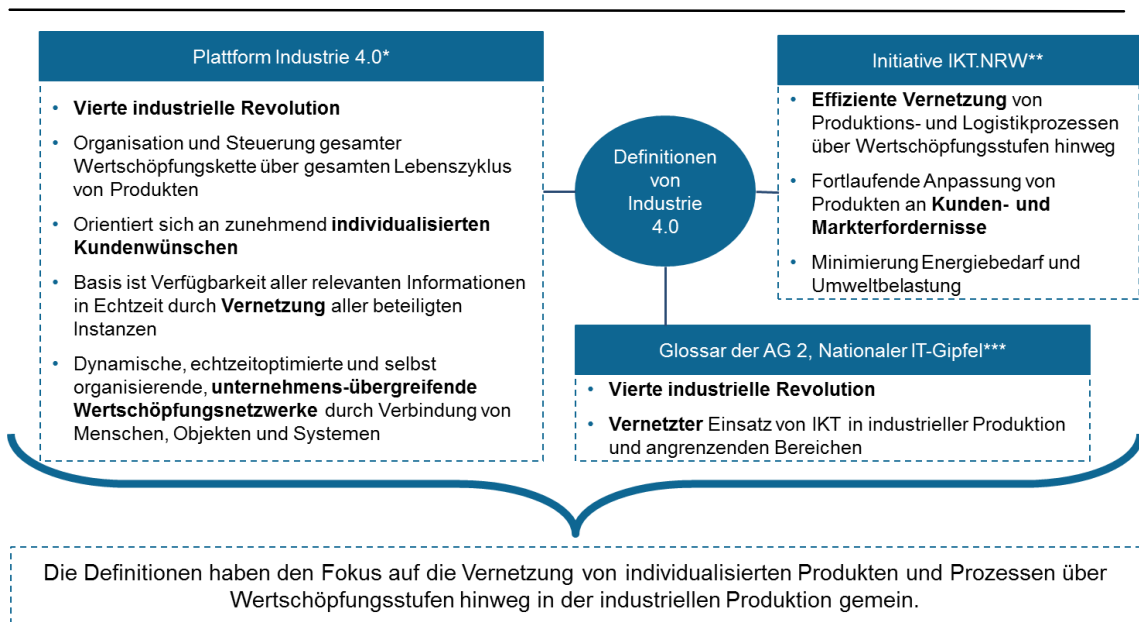 Plattform Industrie 4.0*
• Vierte industrielle Revolution
• Organisation und Steuerung gesamter
Wertschöpfungskette über gesamten Lebenszyklus
von Produkten
• Orientiert sich an zunehmend individualisierten
Kundenwünschen
• Basis ist Verfügbarkeit aller relevanten Informationen
in Echtzeit durch Vernetzung aller beteiligten
Instanzen
• Dynamische, echtzeitoptimierte und selbst
organisierende, unternehmens-übergreifende
Wertschöpfungsnetzwerke durch Verbindung von
Menschen, Objekten und Systemen
Definitionen
von
Industrie
4.0
Initiative IKT.NRW**
• Effiziente Vernetzung von
Produktions- und Logistikprozessen
über Wertschöpfungsstufen hinweg
• Fortlaufende Anpassung von
Produkten an Kunden- und
Markterfordernisse
• Minimierung Energiebedarf und
Umweltbelastung
Glossar der AG 2, Nationaler IT-Gipfel***
• Vierte industrielle Revolution
• Vernetzter Einsatz von IKT in industrieller Produktion
und angrenzenden Bereichen
Die Definitionen haben den Fokus auf die Vernetzung von individualisierten Produkten und Prozessen über
Wertschöpfungsstufen hinweg in der industriellen Produktion gemein.